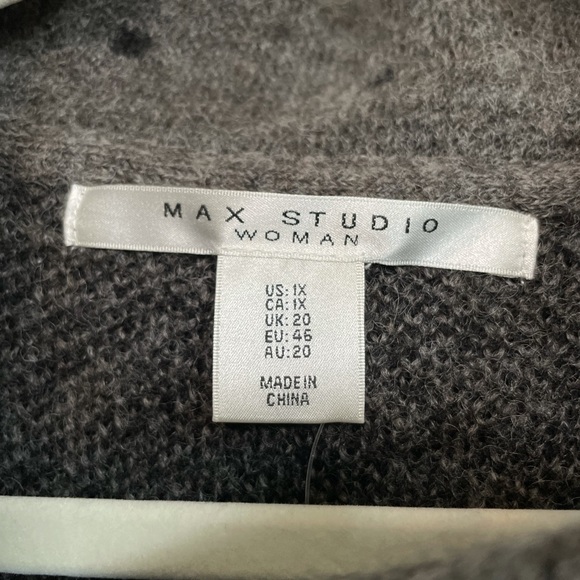 MAX STUDIO
WOMAN
US: 1X
CA: 1X
UK: 20
EU: 46
AU: 20
MADE IN
CHINA